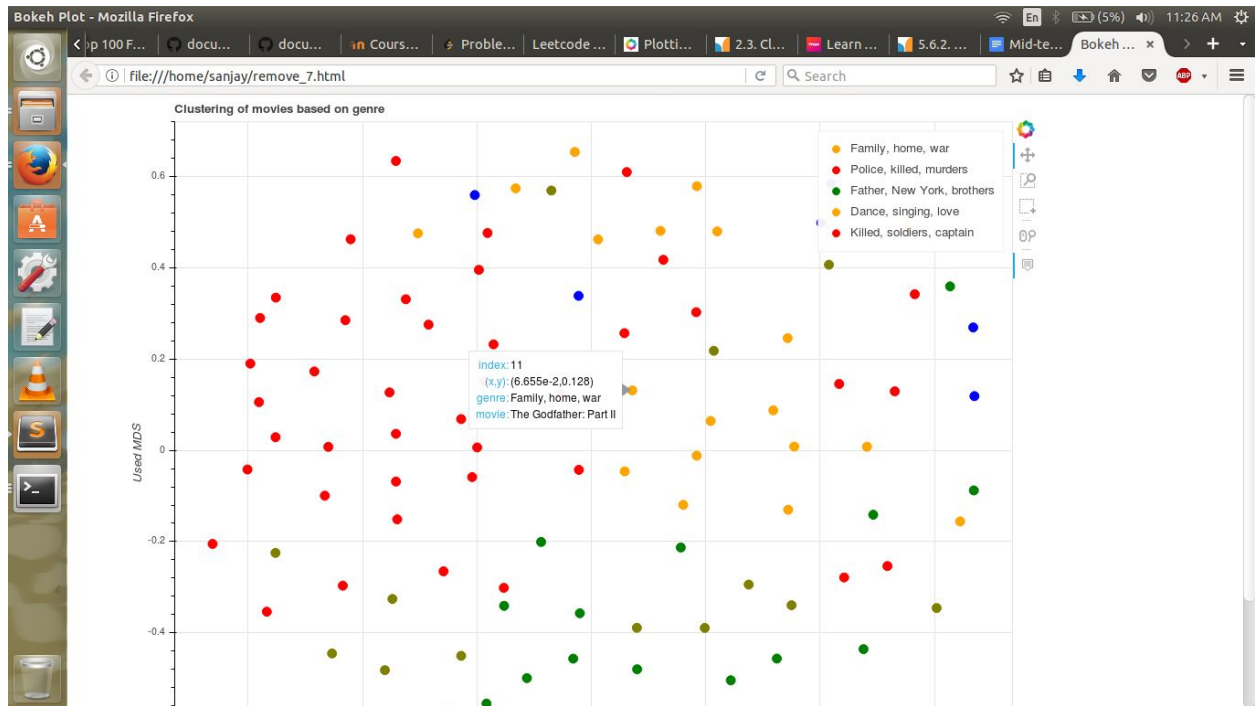 Bokeh Plot - Mozilla Firefox
En (5%) 11:26 AM
op 100 F... docu... docu... Cours... Proble... Leetcode ... Plotti... 2.3. Cl... Learn ... 5.6.2. ... Mid-te... Bokeh ...
file:///home/sanjay/remove_7.html
Search
ABP
Clustering of movies based on genre
Family, home, war
Police, killed, murders
Father, New York, brothers
Dance, singing, love
Killed, soldiers, captain
0.6
0.4
0.2
index: 11
(x,y): (6.655e-2,0.128)
genre: Family, home, war
movie: The Godfather: Part II
Used MDS
0
-0.2
-0.4